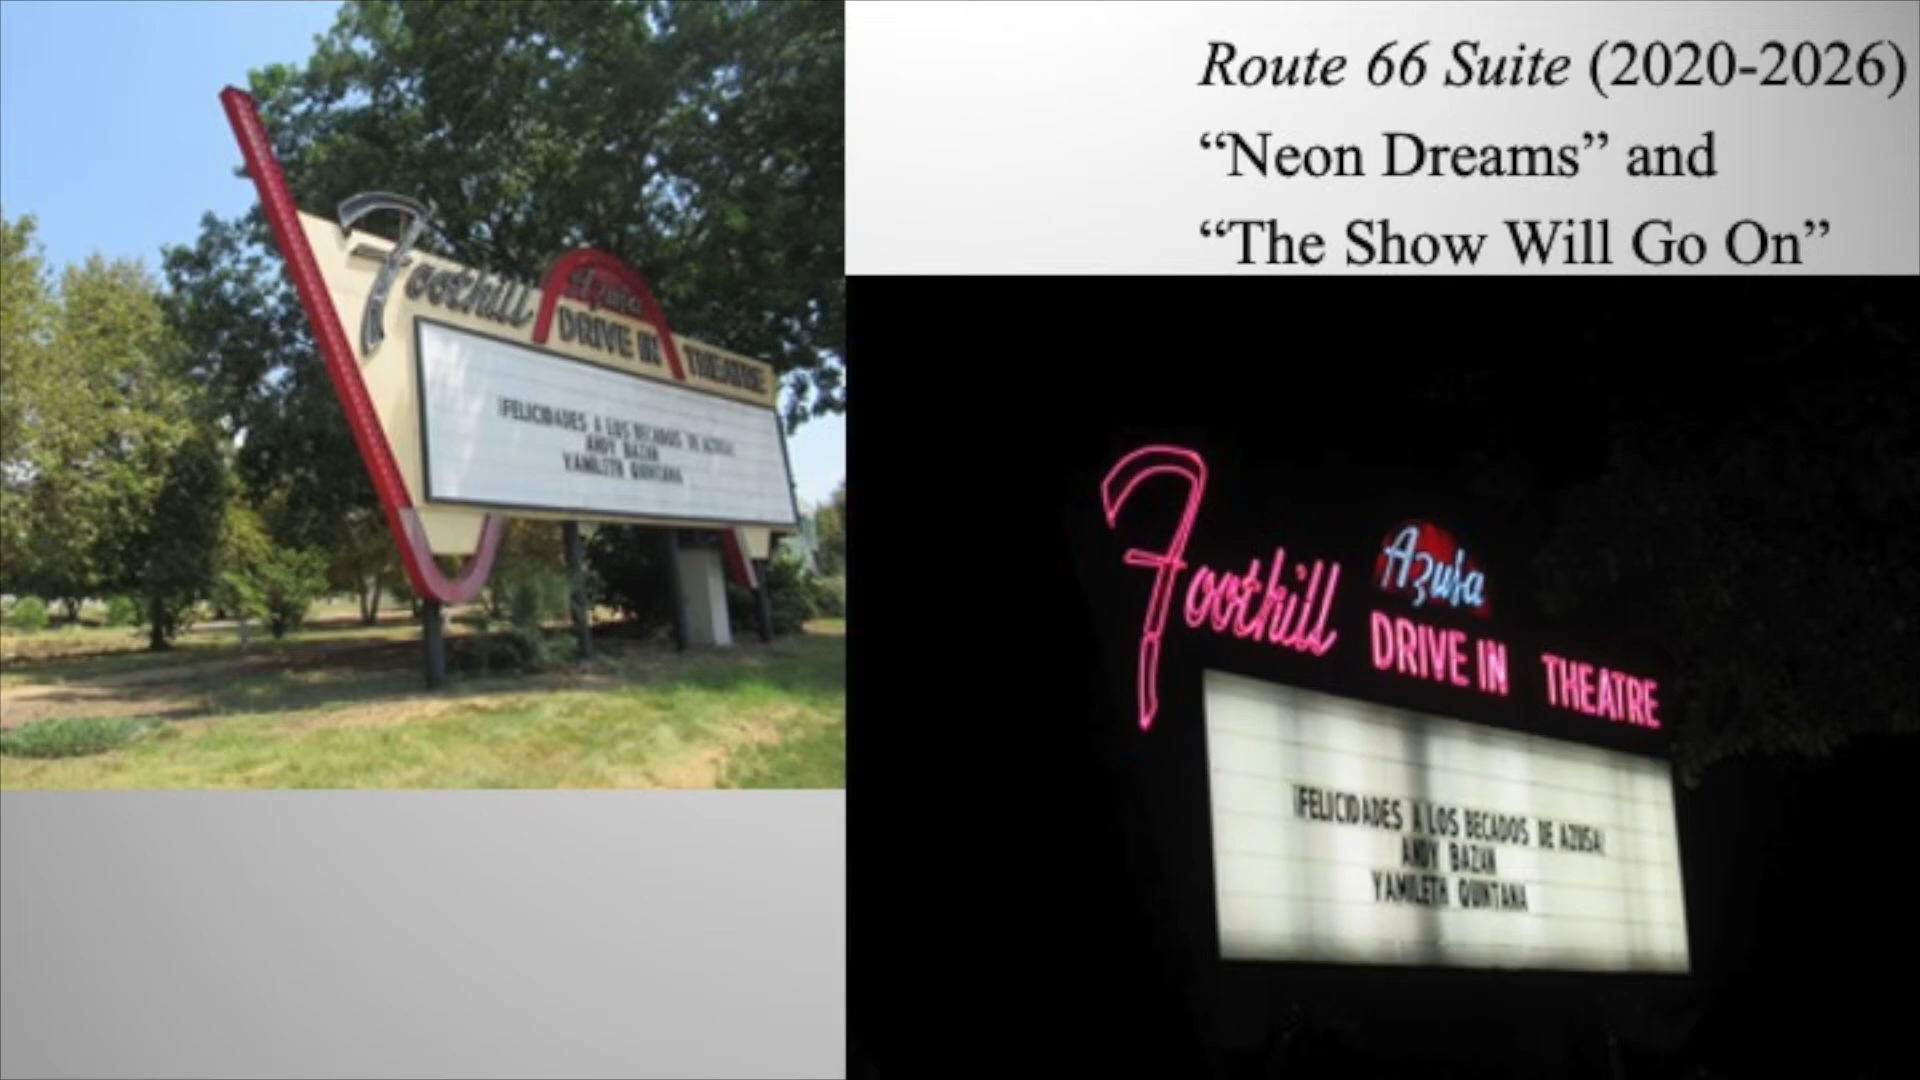 Route 66 Suite (2020-2026)
“Neon Dreams” and
“The Show Will Go On”
Foothill
Azusa
DRIVE IN THEATRE
¡FELICIDADES A LOS BECADOS DE AZUSA!
ANDY BAZAN
YAMILETH QUINTANA
Foothill
Azusa
DRIVE IN THEATRE
¡FELICIDADES A LOS BECADOS DE AZUSA!
ANDY BAZAN
YAMILETH QUINTANA